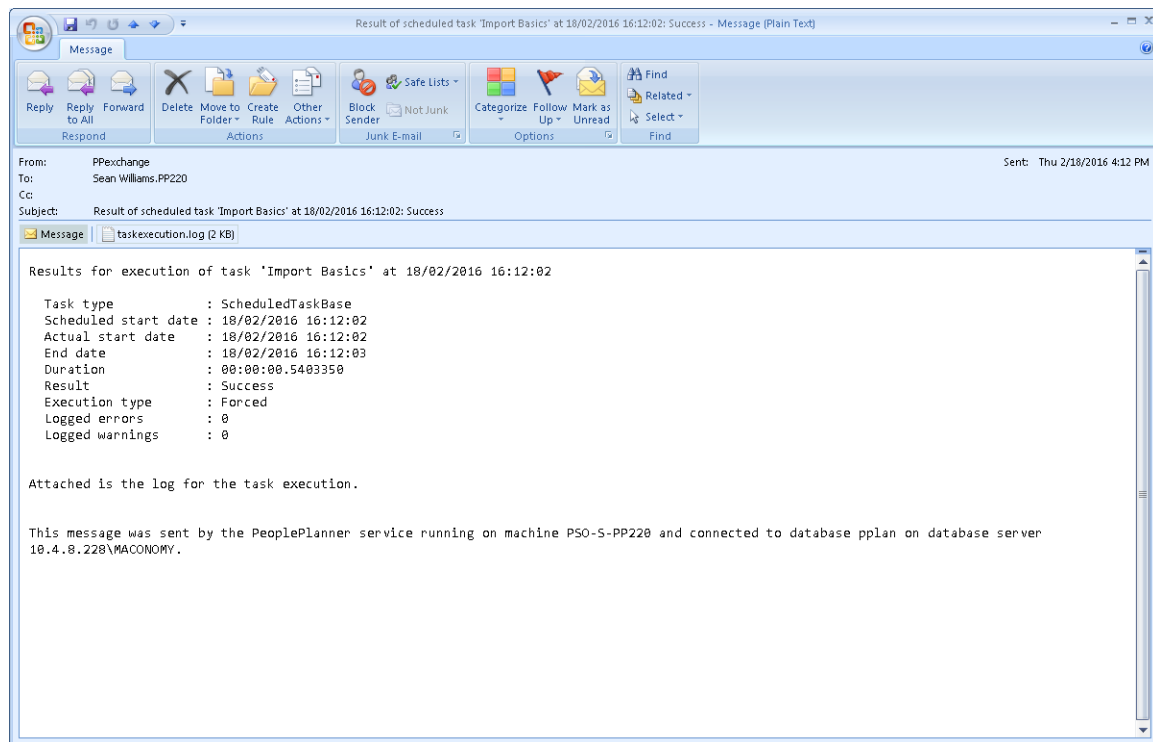 Result of scheduled task 'Import Basics' at 18/02/2016 16:12:02: Success - Message (Plain Text)
Message
Reply
Reply to All
Forward
Respond
Delete
Move to Folder
Create Rule
Other Actions
Actions
Block Sender
Safe Lists
Not Junk
Junk E-mail
Categorize
Follow Up
Mark as Unread
Options
Find
Related
Select
Find
From: PPexchange Sent: Thu 2/18/2016 4:12 PM
To: Sean Williams.PP220
Cc:
Subject: Result of scheduled task 'Import Basics' at 18/02/2016 16:12:02: Success
Message taskexecution.log (2 KB)
Results for execution of task 'Import Basics' at 18/02/2016 16:12:02
Task type : ScheduledTaskBase
Scheduled start date : 18/02/2016 16:12:02
Actual start date : 18/02/2016 16:12:02
End date : 18/02/2016 16:12:03
Duration : 00:00:00.5403350
Result : Success
Execution type : Forced
Logged errors : 0
Logged warnings : 0
Attached is the log for the task execution.
This message was sent by the PeoplePlanner service running on machine PSO-S-PP220 and connected to database pplan on database server
10.4.8.228\MACONOMY.